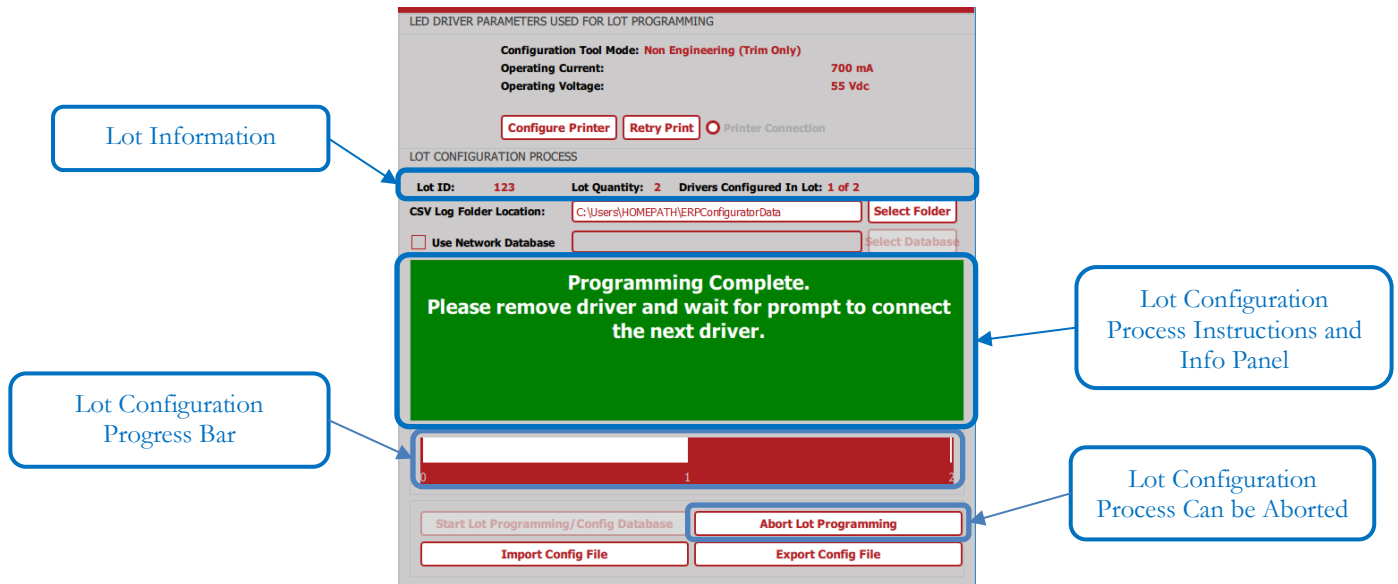 LED DRIVER PARAMETERS USED FOR LOT PROGRAMMING
Configuration Tool Mode: Non Engineering (Trim Only)
Operating Current: 700 mA
Operating Voltage: 55 Vdc
Configure Printer Retry Print Printer Connection
Lot Information
LOT CONFIGURATION PROCESS
Lot ID: 123 Lot Quantity: 2 Drivers Configured In Lot: 1 of 2
CSV Log Folder Location: C:\Users\HOMEPATH\ERPConfiguratorData Select Folder
Use Network Database Select Database
Programming Complete.
Please remove driver and wait for prompt to connect
the next driver.
Lot Configuration
Process Instructions and
Info Panel
Lot Configuration
Progress Bar
0 1 2
Lot Configuration
Process Can be Aborted
Start Lot Programming/Config Database Abort Lot Programming
Import Config File Export Config File